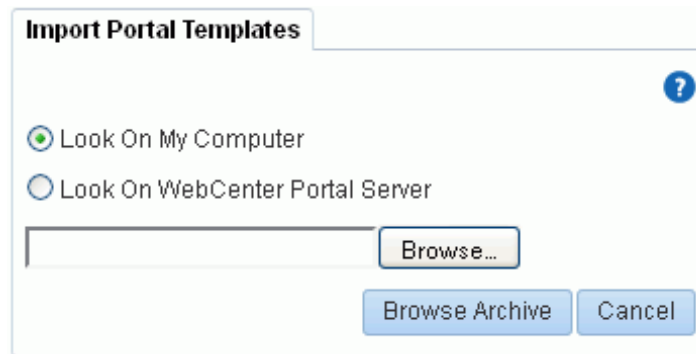 Import Portal Templates
?
Look On My Computer
Look On WebCenter Portal Server
Browse...
Browse Archive Cancel